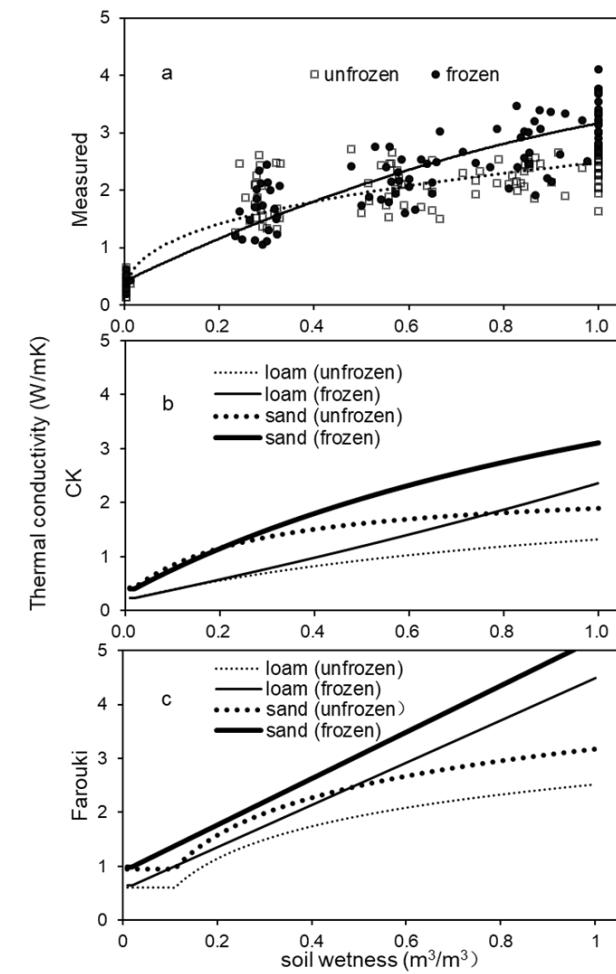 5
4
3
2
1
0
a
unfrozen
frozen
Measured
0.0
0.2
0.4
0.6
0.8
1.0
Thermal conductivity (W/mK)
5
4
3
2
1
0
b
loam (unfrozen)
loam (frozen)
sand (unfrozen)
sand (frozen)
CK
0.0
0.2
0.4
0.6
0.8
1.0
5
4
3
2
1
0
c
loam (unfrozen)
loam (frozen)
sand (unfrozen）
sand (frozen)
Farouki
0
0.2
0.4
0.6
0.8
1
soil wetness (m³/m³）